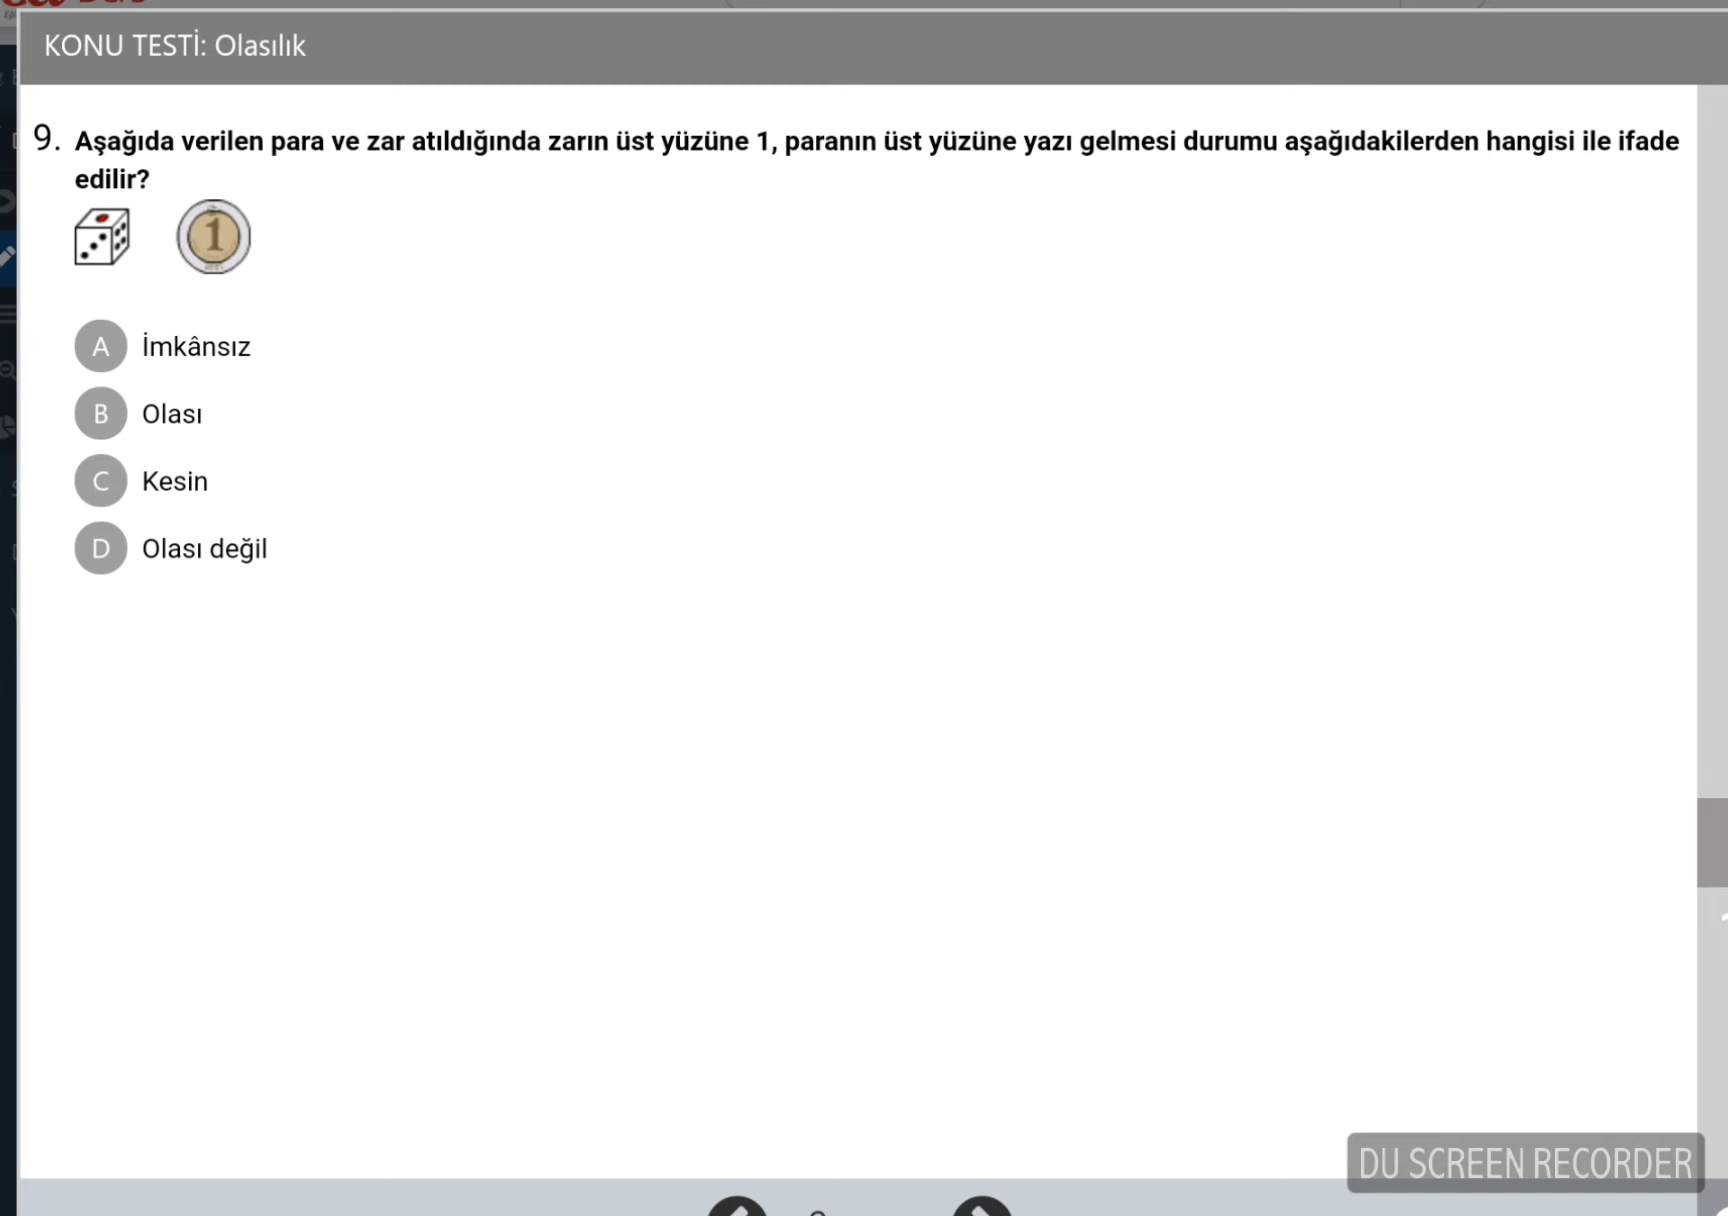 KONU TESTİ: Olasılık
9. Aşağıda verilen para ve zar atıldığında zarın üst yüzüne 1, paranın üst yüzüne yazı gelmesi durumu aşağıdakilerden hangisi ile ifade
edilir?
1
A İmkânsız
B Olası
C Kesin
D Olası değil
DU SCREEN RECORDER